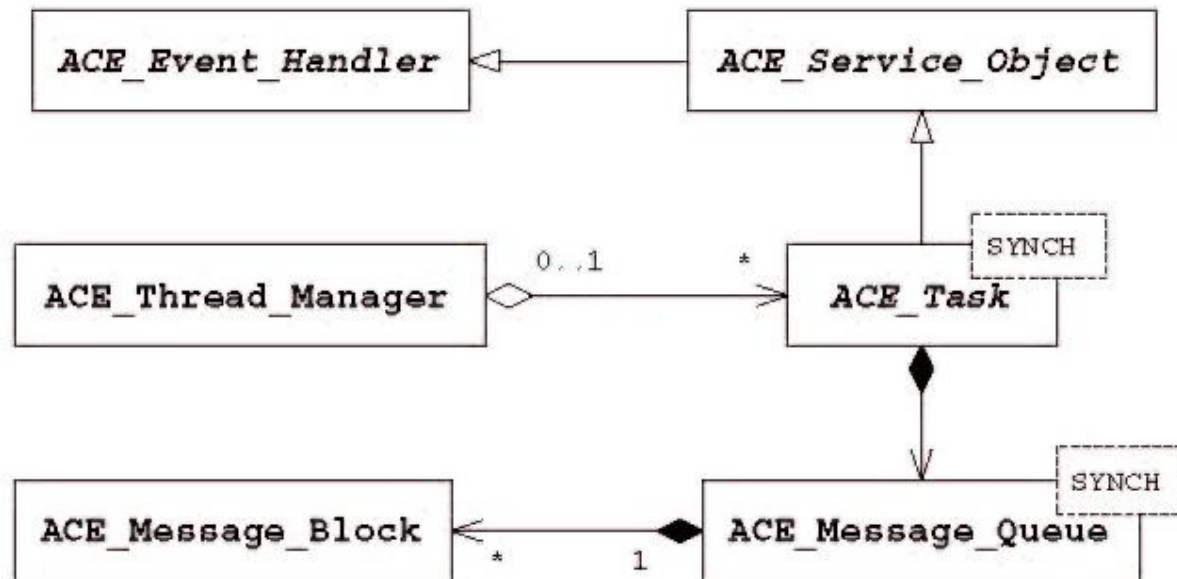 ACE_Event_Handler
ACE_Service_Object
SYNCH
0..1
*
ACE_Thread_Manager
ACE_Task
SYNCH
ACE_Message_Block
ACE_Message_Queue
*
1